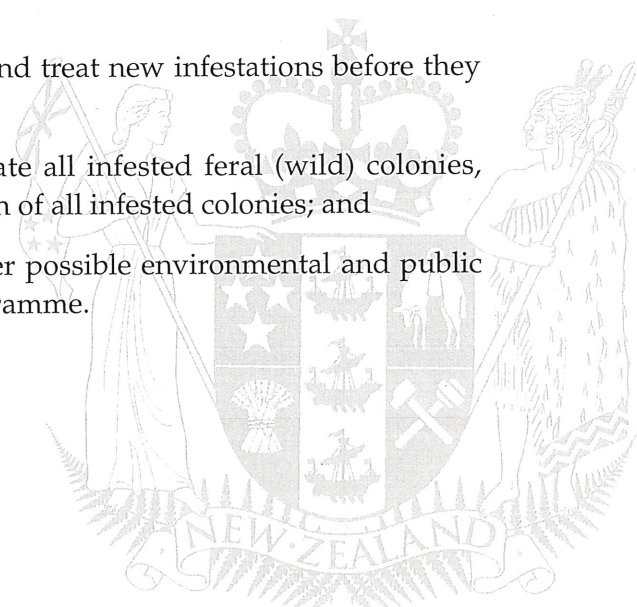 nd treat new infestations before they
ate all infested feral (wild) colonies,
n of all infested colonies; and
er possible environmental and public
ramme.
NEW·ZEALAND